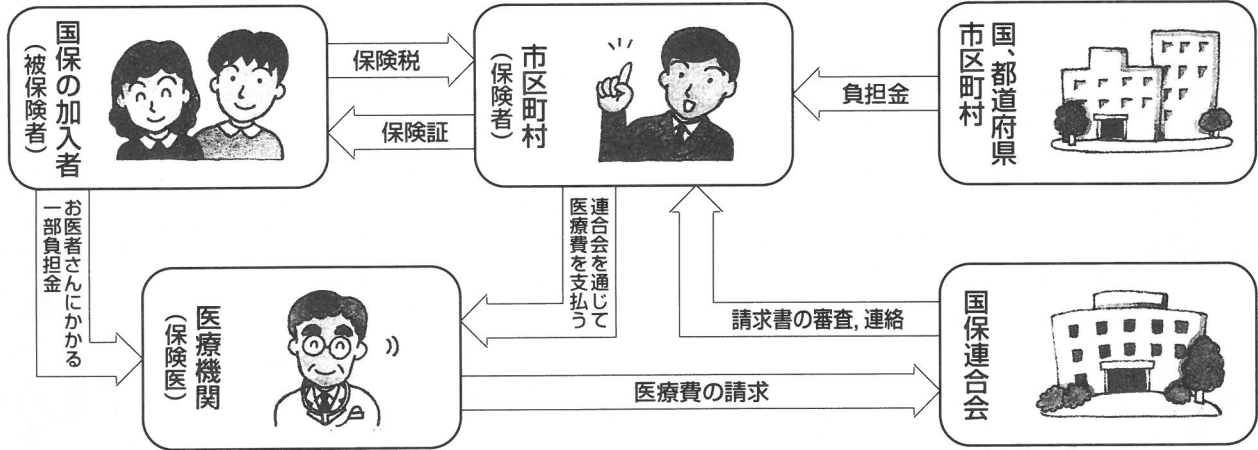 国保の加入者
（被保険者）
保険税
保険証
市区町村
（保険者）
負担金
国、都道府県
市区町村
お医者さんにかかる
一部負担金
連合会を通じて
医療費を支払う
請求書の審査,連絡
医療機関
（保険医）
医療費の請求
国保連合会